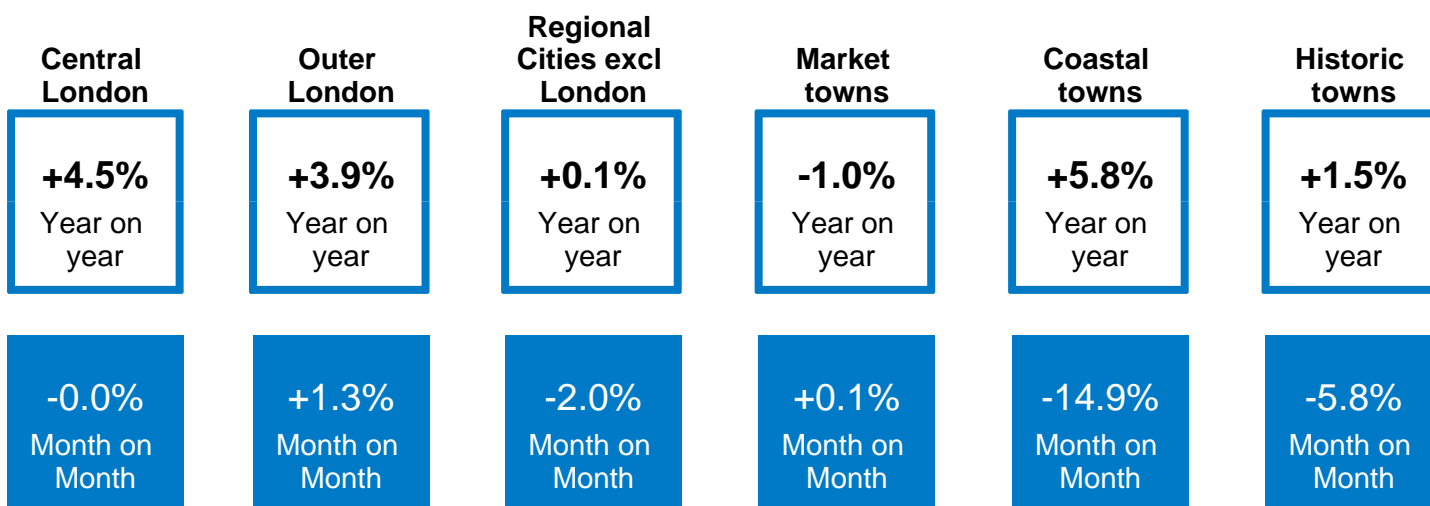 Central
London
+4.5%
Year on
year
-0.0%
Month on
Month
Outer
London
+3.9%
Year on
year
+1.3%
Month on
Month
Regional
Cities excl
London
+0.1%
Year on
year
-2.0%
Month on
Month
Market
towns
-1.0%
Year on
year
+0.1%
Month on
Month
Coastal
towns
+5.8%
Year on
year
-14.9%
Month on
Month
Historic
towns
+1.5%
Year on
year
-5.8%
Month on
Month